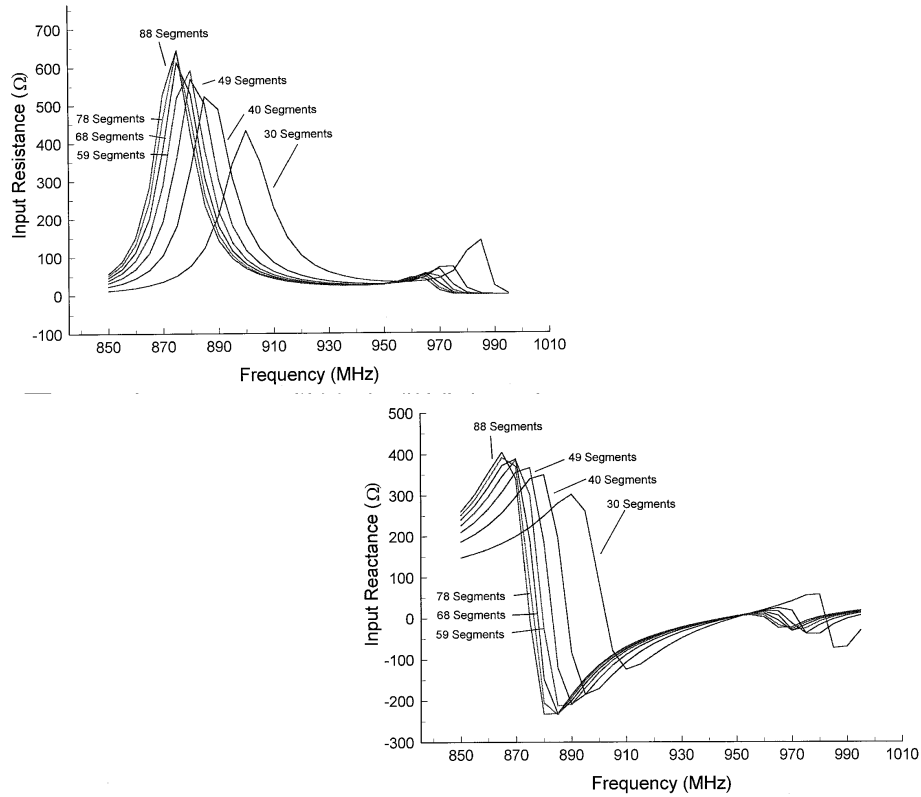 700
600
500
400
300
200
100
0
-100
Input Resistance (Ω)
88 Segments
49 Segments
40 Segments
30 Segments
78 Segments
68 Segments
59 Segments
850 870 890 910 930 950 970 990 1010
Frequency (MHz)
500
400
300
200
100
0
-100
-200
-300
Input Reactance (Ω)
88 Segments
49 Segments
40 Segments
30 Segments
78 Segments
68 Segments
59 Segments
850 870 890 910 930 950 970 990 1010
Frequency (MHz)